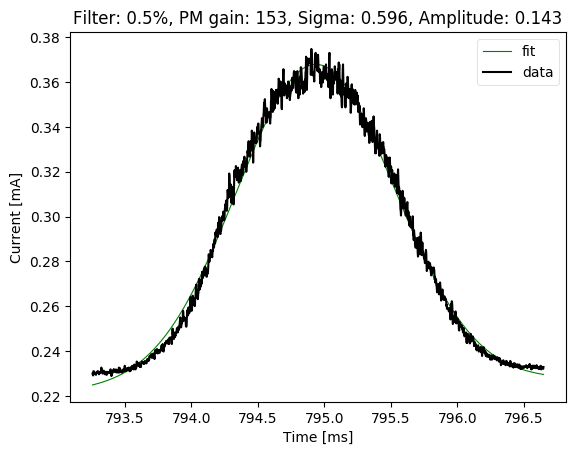 Filter: 0.5%, PM gain: 153, Sigma: 0.596, Amplitude: 0.143
fit
data
Current [mA]
0.38
0.36
0.34
0.32
0.30
0.28
0.26
0.24
0.22
793.5 794.0 794.5 795.0 795.5 796.0 796.5
Time [ms]